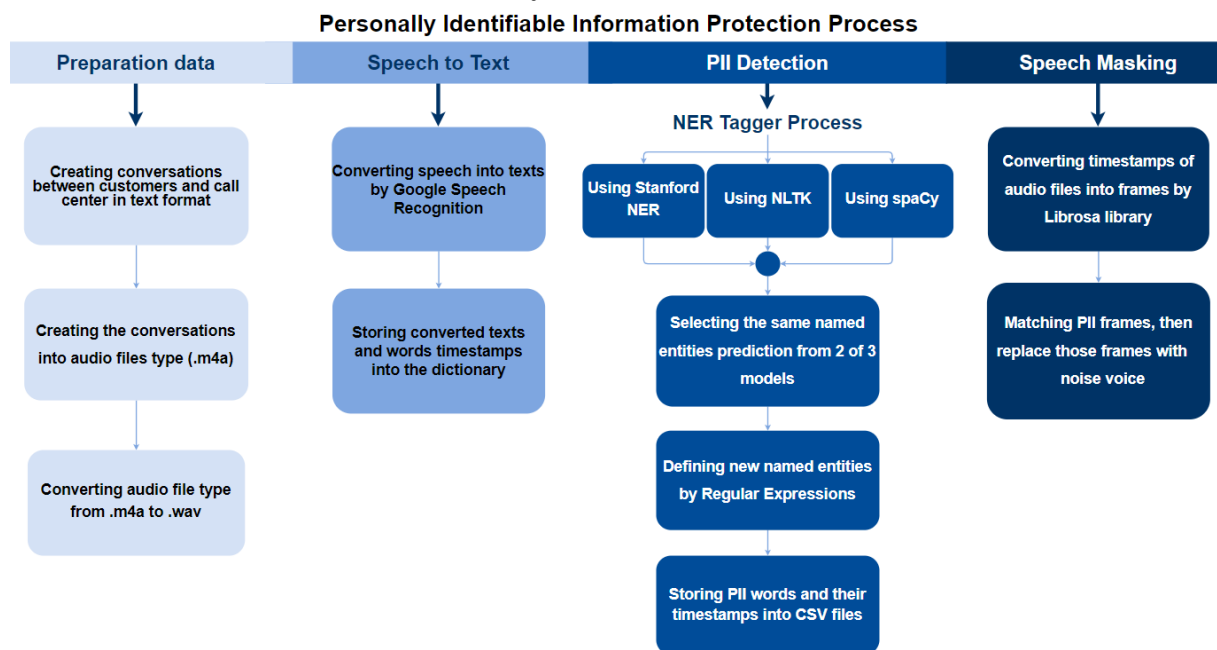 Personally Identifiable Information Protection Process
Preparation data
Speech to Text
PII Detection
Speech Masking
Creating conversations
between customers and call
center in text format
Creating the conversations
into audio files type (.m4a)
Converting audio file type
from .m4a to .wav
Converting speech into texts
by Google Speech
Recognition
Storing converted texts
and words timestamps
into the dictionary
NER Tagger Process
Using Stanford
NER
Using NLTK
Using spaCy
Selecting the same named
entities prediction from 2 of 3
models
Defining new named entities
by Regular Expressions
Storing PII words and their
timestamps into CSV files
Converting timestamps of
audio files into frames by
Librosa library
Matching PII frames, then
replace those frames with
noise voice